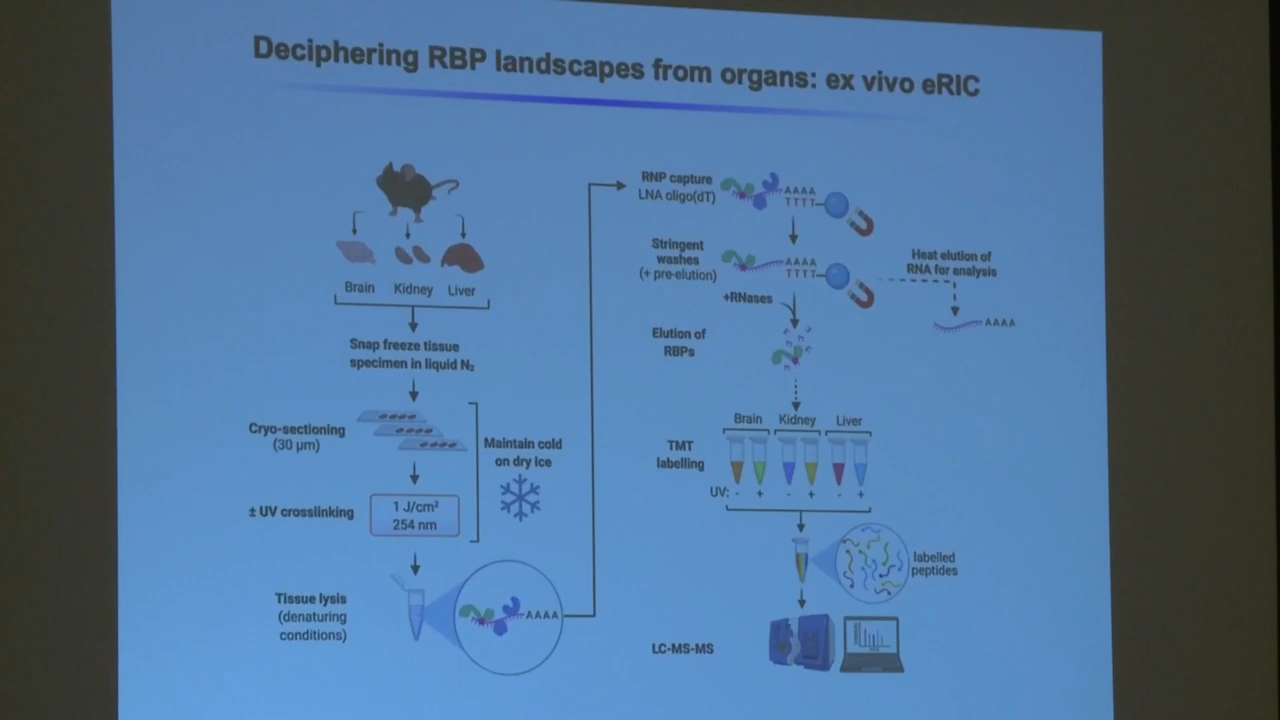 Deciphering RBP landscapes from organs: ex vivo eRIC
Brain Kidney Liver
Snap freeze tissue
specimen in liquid N₂
Cryo-sectioning
(30 µm)
Maintain cold
on dry ice
± UV crosslinking
1 J/cm²
254 nm
Tissue lysis
(denaturing
conditions)
AAAA
RNP capture
LNA oligo(dT)
AAAA
TTTT
Stringent
washes
(+ pre-elution)
AAAA
TTTT
Heat elution of
RNA for analysis
AAAA
+RNases
Elution of
RBPs
Brain Kidney Liver
TMT
labelling
UV: - + - + - +
labelled
peptides
LC-MS-MS